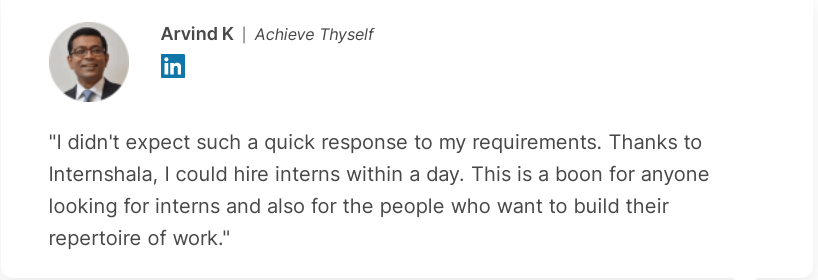 Arvind K | Achieve Thyself
in
"I didn't expect such a quick response to my requirements. Thanks to
Internshala, I could hire interns within a day. This is a boon for anyone
looking for interns and also for the people who want to build their
repertoire of work."